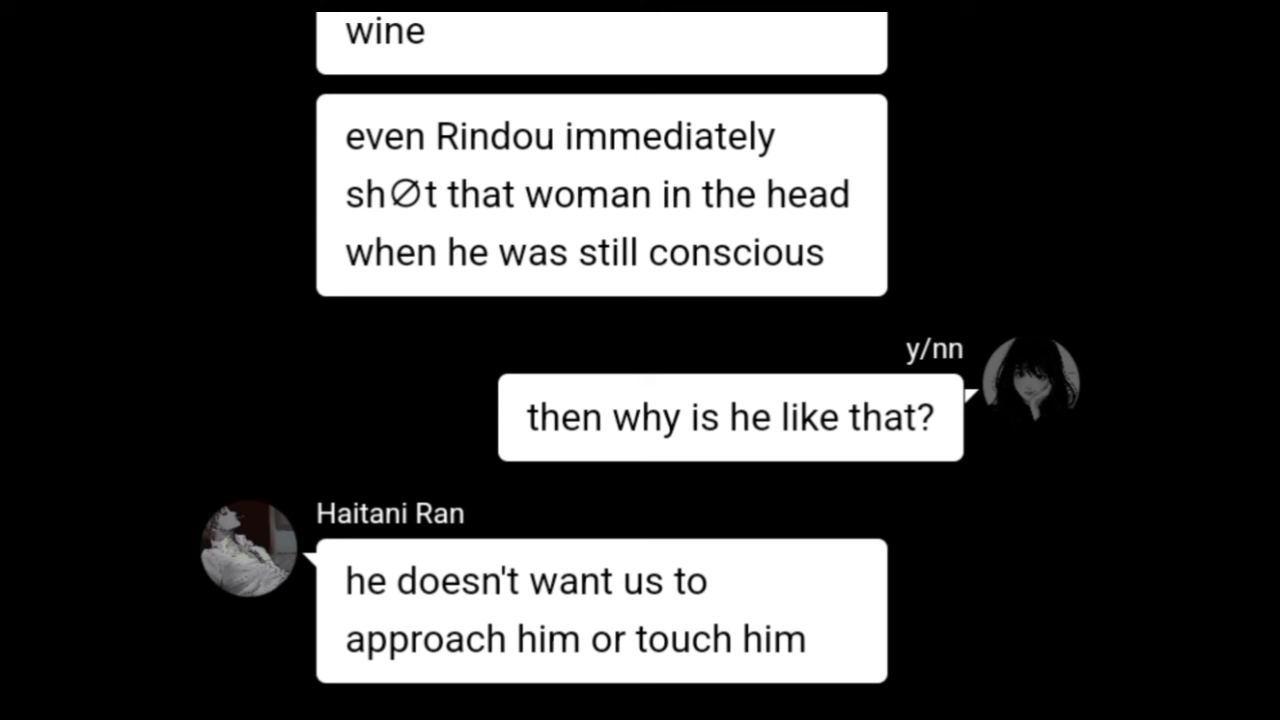 wine
even Rindou immediately
sh∅t that woman in the head
when he was still conscious
y/nn
then why is he like that?
Haitani Ran
he doesn't want us to
approach him or touch him